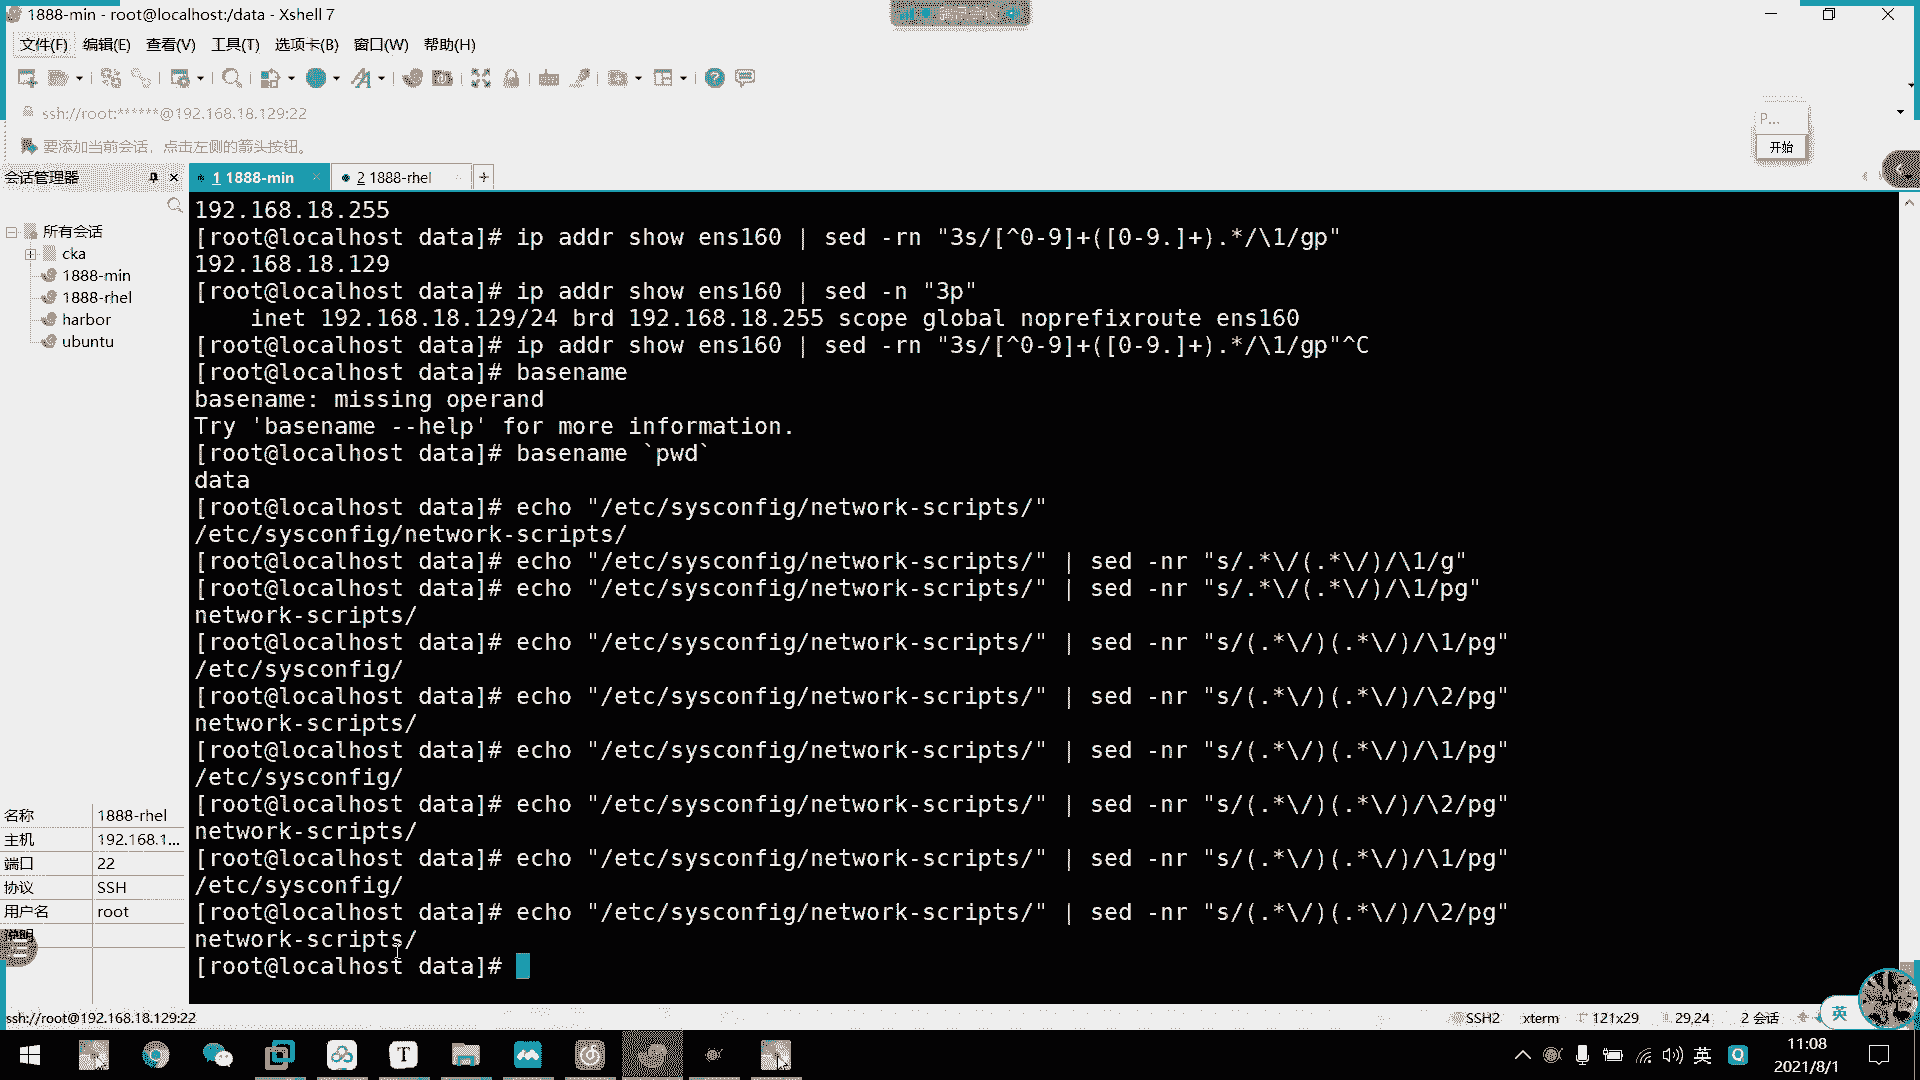 1888-min - root@localhost:/data - Xshell 7
文件(F) 编辑(E) 查看(V) 工具(T) 选项卡(B) 窗口(W) 帮助(H)
ssh://root:******@192.168.18.129:22
要添加当前会话，点击左侧的箭头按钮。
P...
开始
会话管理器
1 1888-min
2 1888-rhel
所有会话
cka
1888-min
1888-rhel
harbor
ubuntu
名称 1888-rhel
主机 192.168.1...
端口 22
协议 SSH
用户名 root
说明
192.168.18.255
[root@localhost data]# ip addr show ens160 | sed -rn "3s/[^0-9]+([0-9.]+).*/\1/gp"
192.168.18.129
[root@localhost data]# ip addr show ens160 | sed -n "3p"
inet 192.168.18.129/24 brd 192.168.18.255 scope global noprefixroute ens160
[root@localhost data]# ip addr show ens160 | sed -rn "3s/[^0-9]+([0-9.]+).*/\1/gp"^C
[root@localhost data]# basename
basename: missing operand
Try 'basename --help' for more information.
[root@localhost data]# basename `pwd`
data
[root@localhost data]# echo "/etc/sysconfig/network-scripts/"
/etc/sysconfig/network-scripts/
[root@localhost data]# echo "/etc/sysconfig/network-scripts/" | sed -nr "s/.*\/(.*\/)/\1/g"
[root@localhost data]# echo "/etc/sysconfig/network-scripts/" | sed -nr "s/.*\/(.*\/)/\1/pg"
network-scripts/
[root@localhost data]# echo "/etc/sysconfig/network-scripts/" | sed -nr "s/(.*\/)(.*\/)/\1/pg"
/etc/sysconfig/
[root@localhost data]# echo "/etc/sysconfig/network-scripts/" | sed -nr "s/(.*\/)(.*\/)/\2/pg"
network-scripts/
[root@localhost data]# echo "/etc/sysconfig/network-scripts/" | sed -nr "s/(.*\/)(.*\/)/\1/pg"
/etc/sysconfig/
[root@localhost data]# echo "/etc/sysconfig/network-scripts/" | sed -nr "s/(.*\/)(.*\/)/\2/pg"
network-scripts/
[root@localhost data]# echo "/etc/sysconfig/network-scripts/" | sed -nr "s/(.*\/)(.*\/)/\1/pg"
/etc/sysconfig/
[root@localhost data]# echo "/etc/sysconfig/network-scripts/" | sed -nr "s/(.*\/)(.*\/)/\2/pg"
network-scripts/
[root@localhost data]#
ssh://root@192.168.18.129:22
SSH2 xterm 121x29 29,24 2 会话
英
英
11:08
2021/8/1